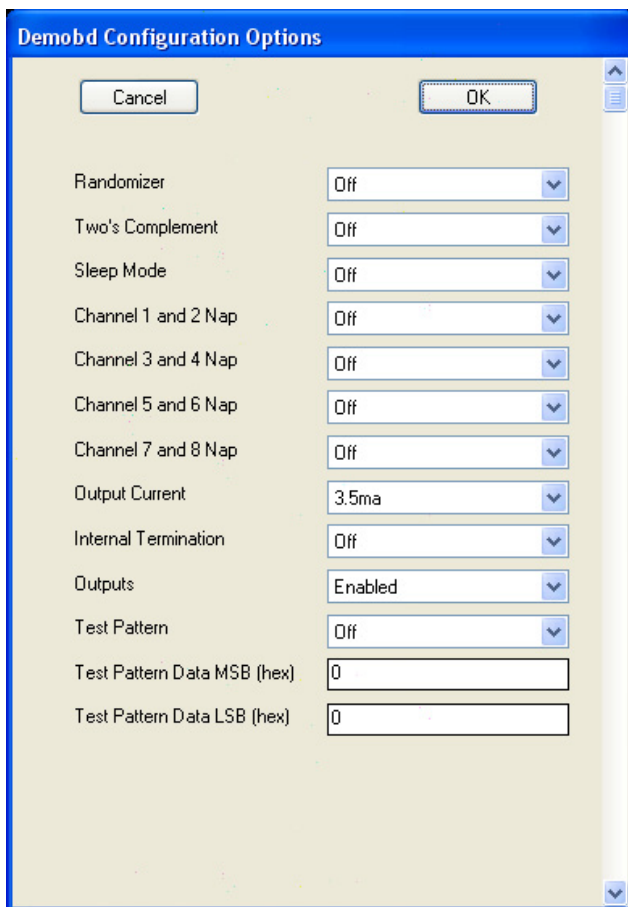 Demobd Configuration Options
Cancel OK
Randomizer Off
Two's Complement Off
Sleep Mode Off
Channel 1 and 2 Nap Off
Channel 3 and 4 Nap Off
Channel 5 and 6 Nap Off
Channel 7 and 8 Nap Off
Output Current 3.5ma
Internal Termination Off
Outputs Enabled
Test Pattern Off
Test Pattern Data MSB (hex) 0
Test Pattern Data LSB (hex) 0